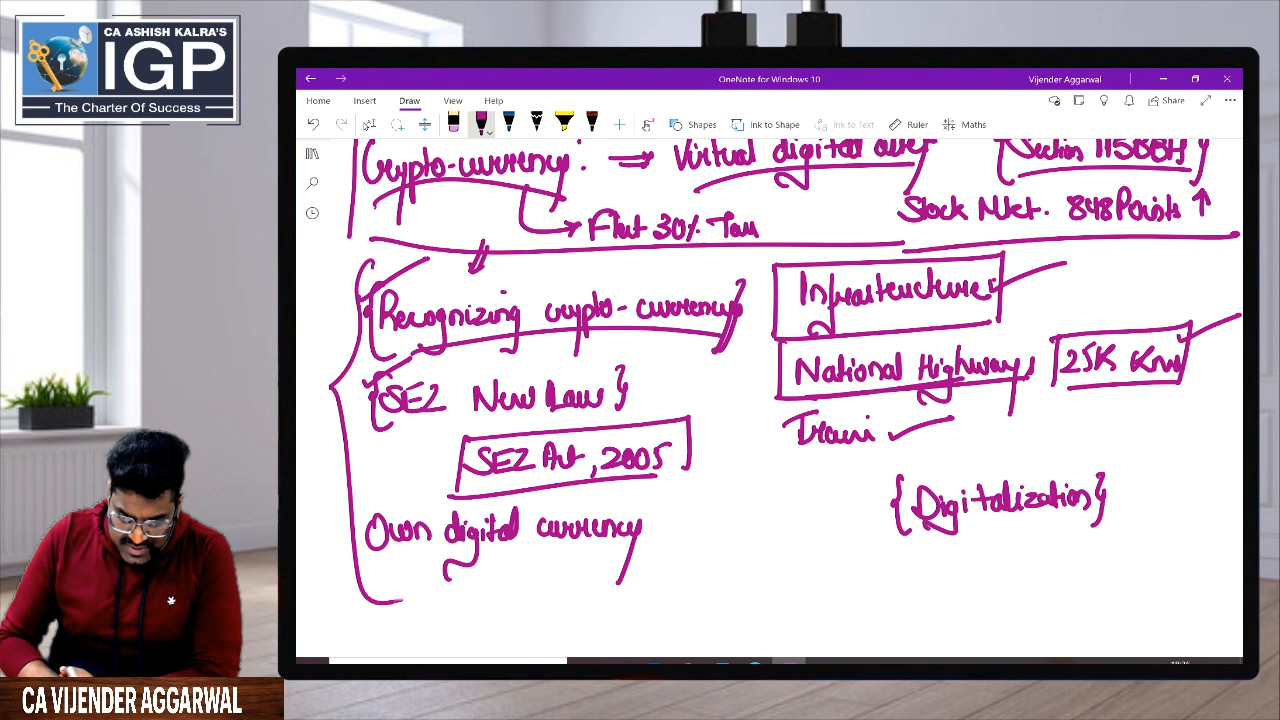 CA ASHISH KALRA'S
IGP
The Charter Of Success
OneNote for Windows 10
Vijender Aggarwal
Home Insert Draw View Help
Share
Shapes
Ink to Shape
Ink to Text
Ruler
Maths
Crypto-currency: ⇒ Virtual digital {Section 115BBH}
→ Flat 30% Tax
Stock Mkt. 848 Points ↑
{Recognizing crypto-currency}
Infrastructure
National Highways 25K Km
{SEZ New Law}
Train ✓
SEZ Act, 2005
{Digitalization}
Own digital currency
CA VIJENDER AGGARWAL